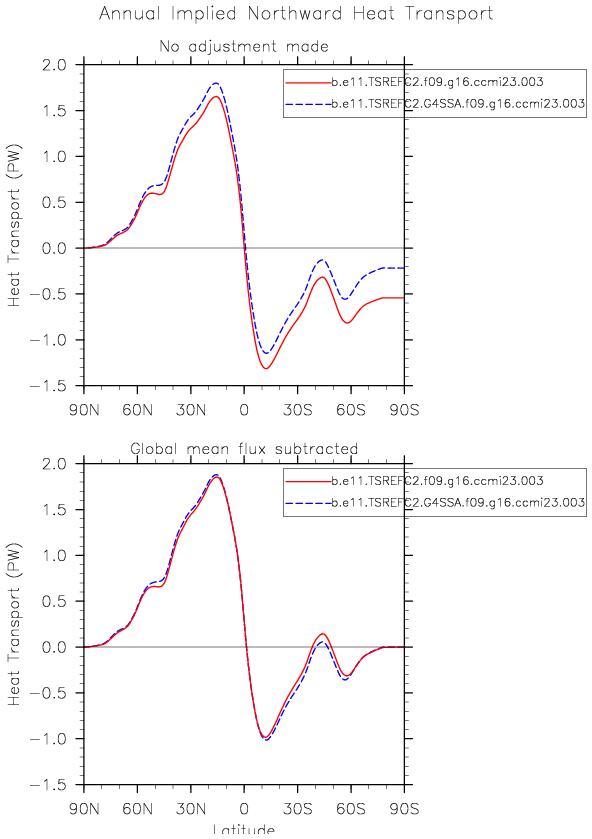 Annual Implied Northward Heat Transport
No adjustment made
b.e11.TSREFC2.f09.g16.ccmi23.003
b.e11.TSREFC2.G4SSA.f09.g16.ccmi23.003
Heat Transport (PW)
2.0
1.5
1.0
0.5
0.0
−0.5
−1.0
−1.5
90N 60N 30N 0 30S 60S 90S
Global mean flux subtracted
b.e11.TSREFC2.f09.g16.ccmi23.003
b.e11.TSREFC2.G4SSA.f09.g16.ccmi23.003
Heat Transport (PW)
2.0
1.5
1.0
0.5
0.0
−0.5
−1.0
−1.5
90N 60N 30N 0 30S 60S 90S
Latitude